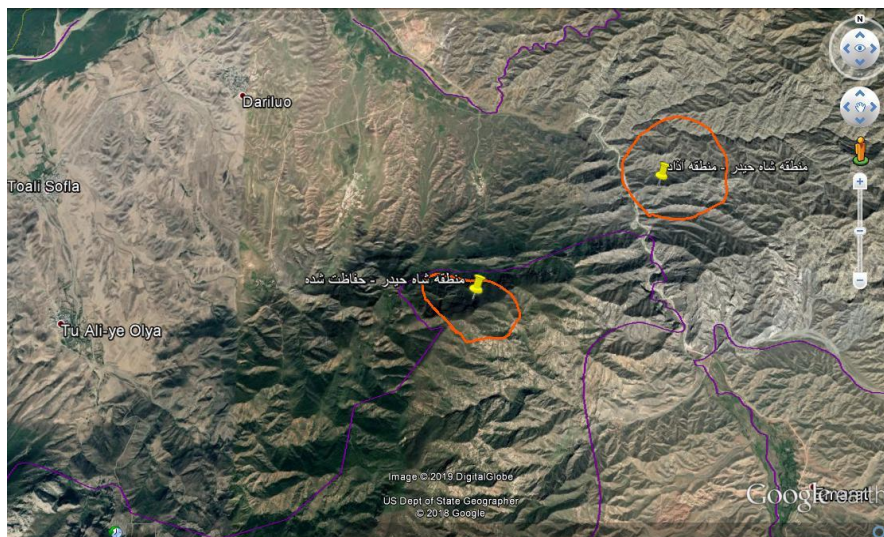 N
Dariluo
منطقه شاه حیدر - منطقه آزاد
Toali Sofla
منطقه شاه حیدر - حفاظت شده
Tu Ali-ye Olya
Image © 2019 DigitalGlobe
US Dept of State Geographer
© 2018 Google
Google earth